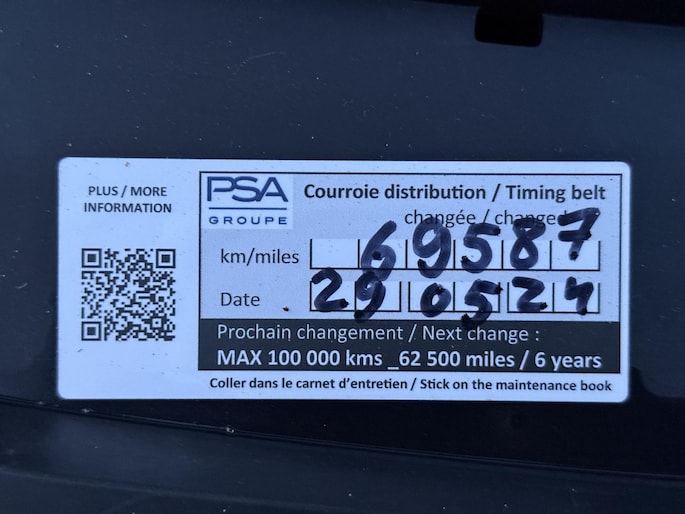 PLUS / MORE
INFORMATION
PSA
GROUPE
Courroie distribution / Timing belt
changée / changed
km/miles 69587
Date 29 05 24
Prochain changement / Next change :
MAX 100 000 kms _62 500 miles / 6 years
Coller dans le carnet d'entretien / Stick on the maintenance book